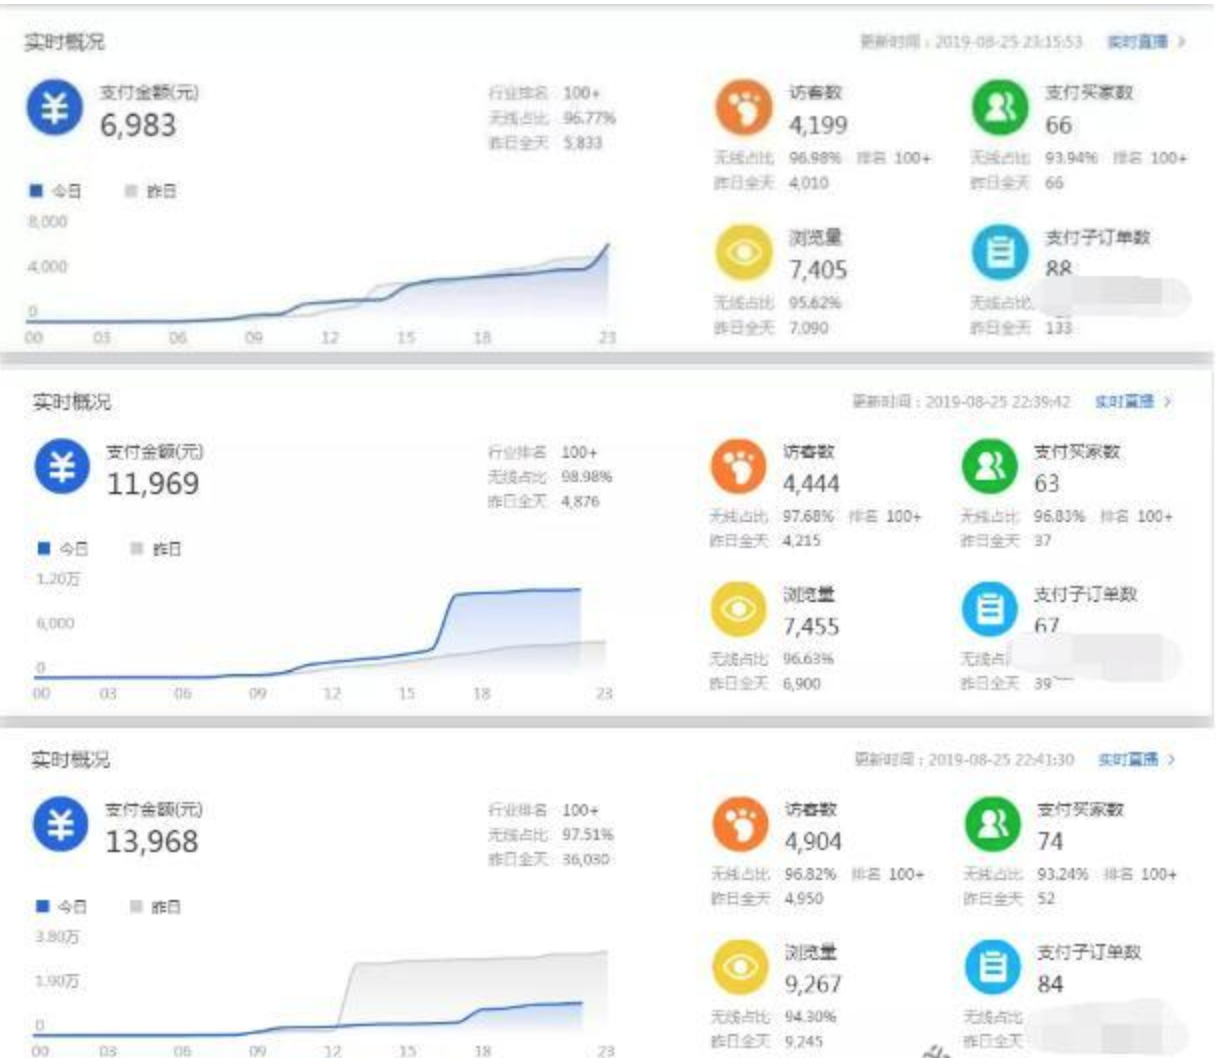 实时概况
更新时间：2019-08-25 23:15:53 实时直播 >
支付金额(元)
6,983
行业排名 100+
无线占比 96.77%
昨日全天 5,833
访客数
4,199
无线占比 96.98% 排名 100+
昨日全天 4,010
支付买家数
66
无线占比 93.94% 排名 100+
昨日全天 66
今日 昨日
8,000
4,000
0
00 03 06 09 12 15 18 23
浏览量
7,405
无线占比 95.62%
昨日全天 7,090
支付子订单数
88
无线占比
昨日全天 133
实时概况
更新时间：2019-08-25 22:39:42 实时直播 >
支付金额(元)
11,969
行业排名 100+
无线占比 98.98%
昨日全天 4,876
访客数
4,444
无线占比 97.68% 排名 100+
昨日全天 4,215
支付买家数
63
无线占比 96.83% 排名 100+
昨日全天 37
今日 昨日
1.20万
6,000
0
00 03 06 09 12 15 18 23
浏览量
7,455
无线占比 96.63%
昨日全天 6,900
支付子订单数
67
无线占
昨日全天 39
实时概况
更新时间：2019-08-25 22:41:30 实时直播 >
支付金额(元)
13,968
行业排名 100+
无线占比 97.51%
昨日全天 36,030
访客数
4,904
无线占比 96.82% 排名 100+
昨日全天 4,950
支付买家数
74
无线占比 93.24% 排名 100+
昨日全天 52
今日 昨日
3.80万
1.90万
0
00 03 06 09 12 15 18 23
浏览量
9,267
无线占比 94.30%
昨日全天 9,245
支付子订单数
84
无线占比
昨日全天